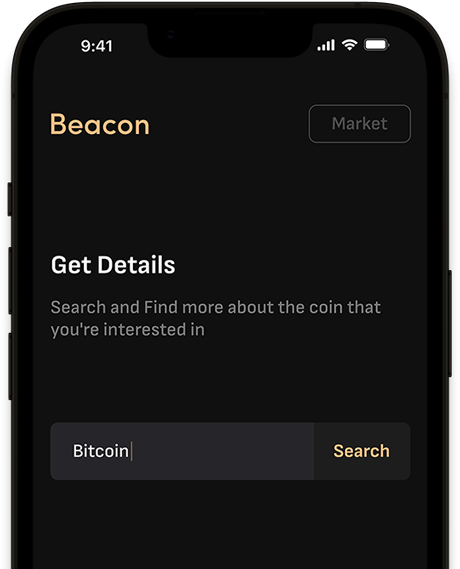 9:41
Beacon
Market
Get Details
Search and Find more about the coin that
you're interested in
Bitcoin
Search